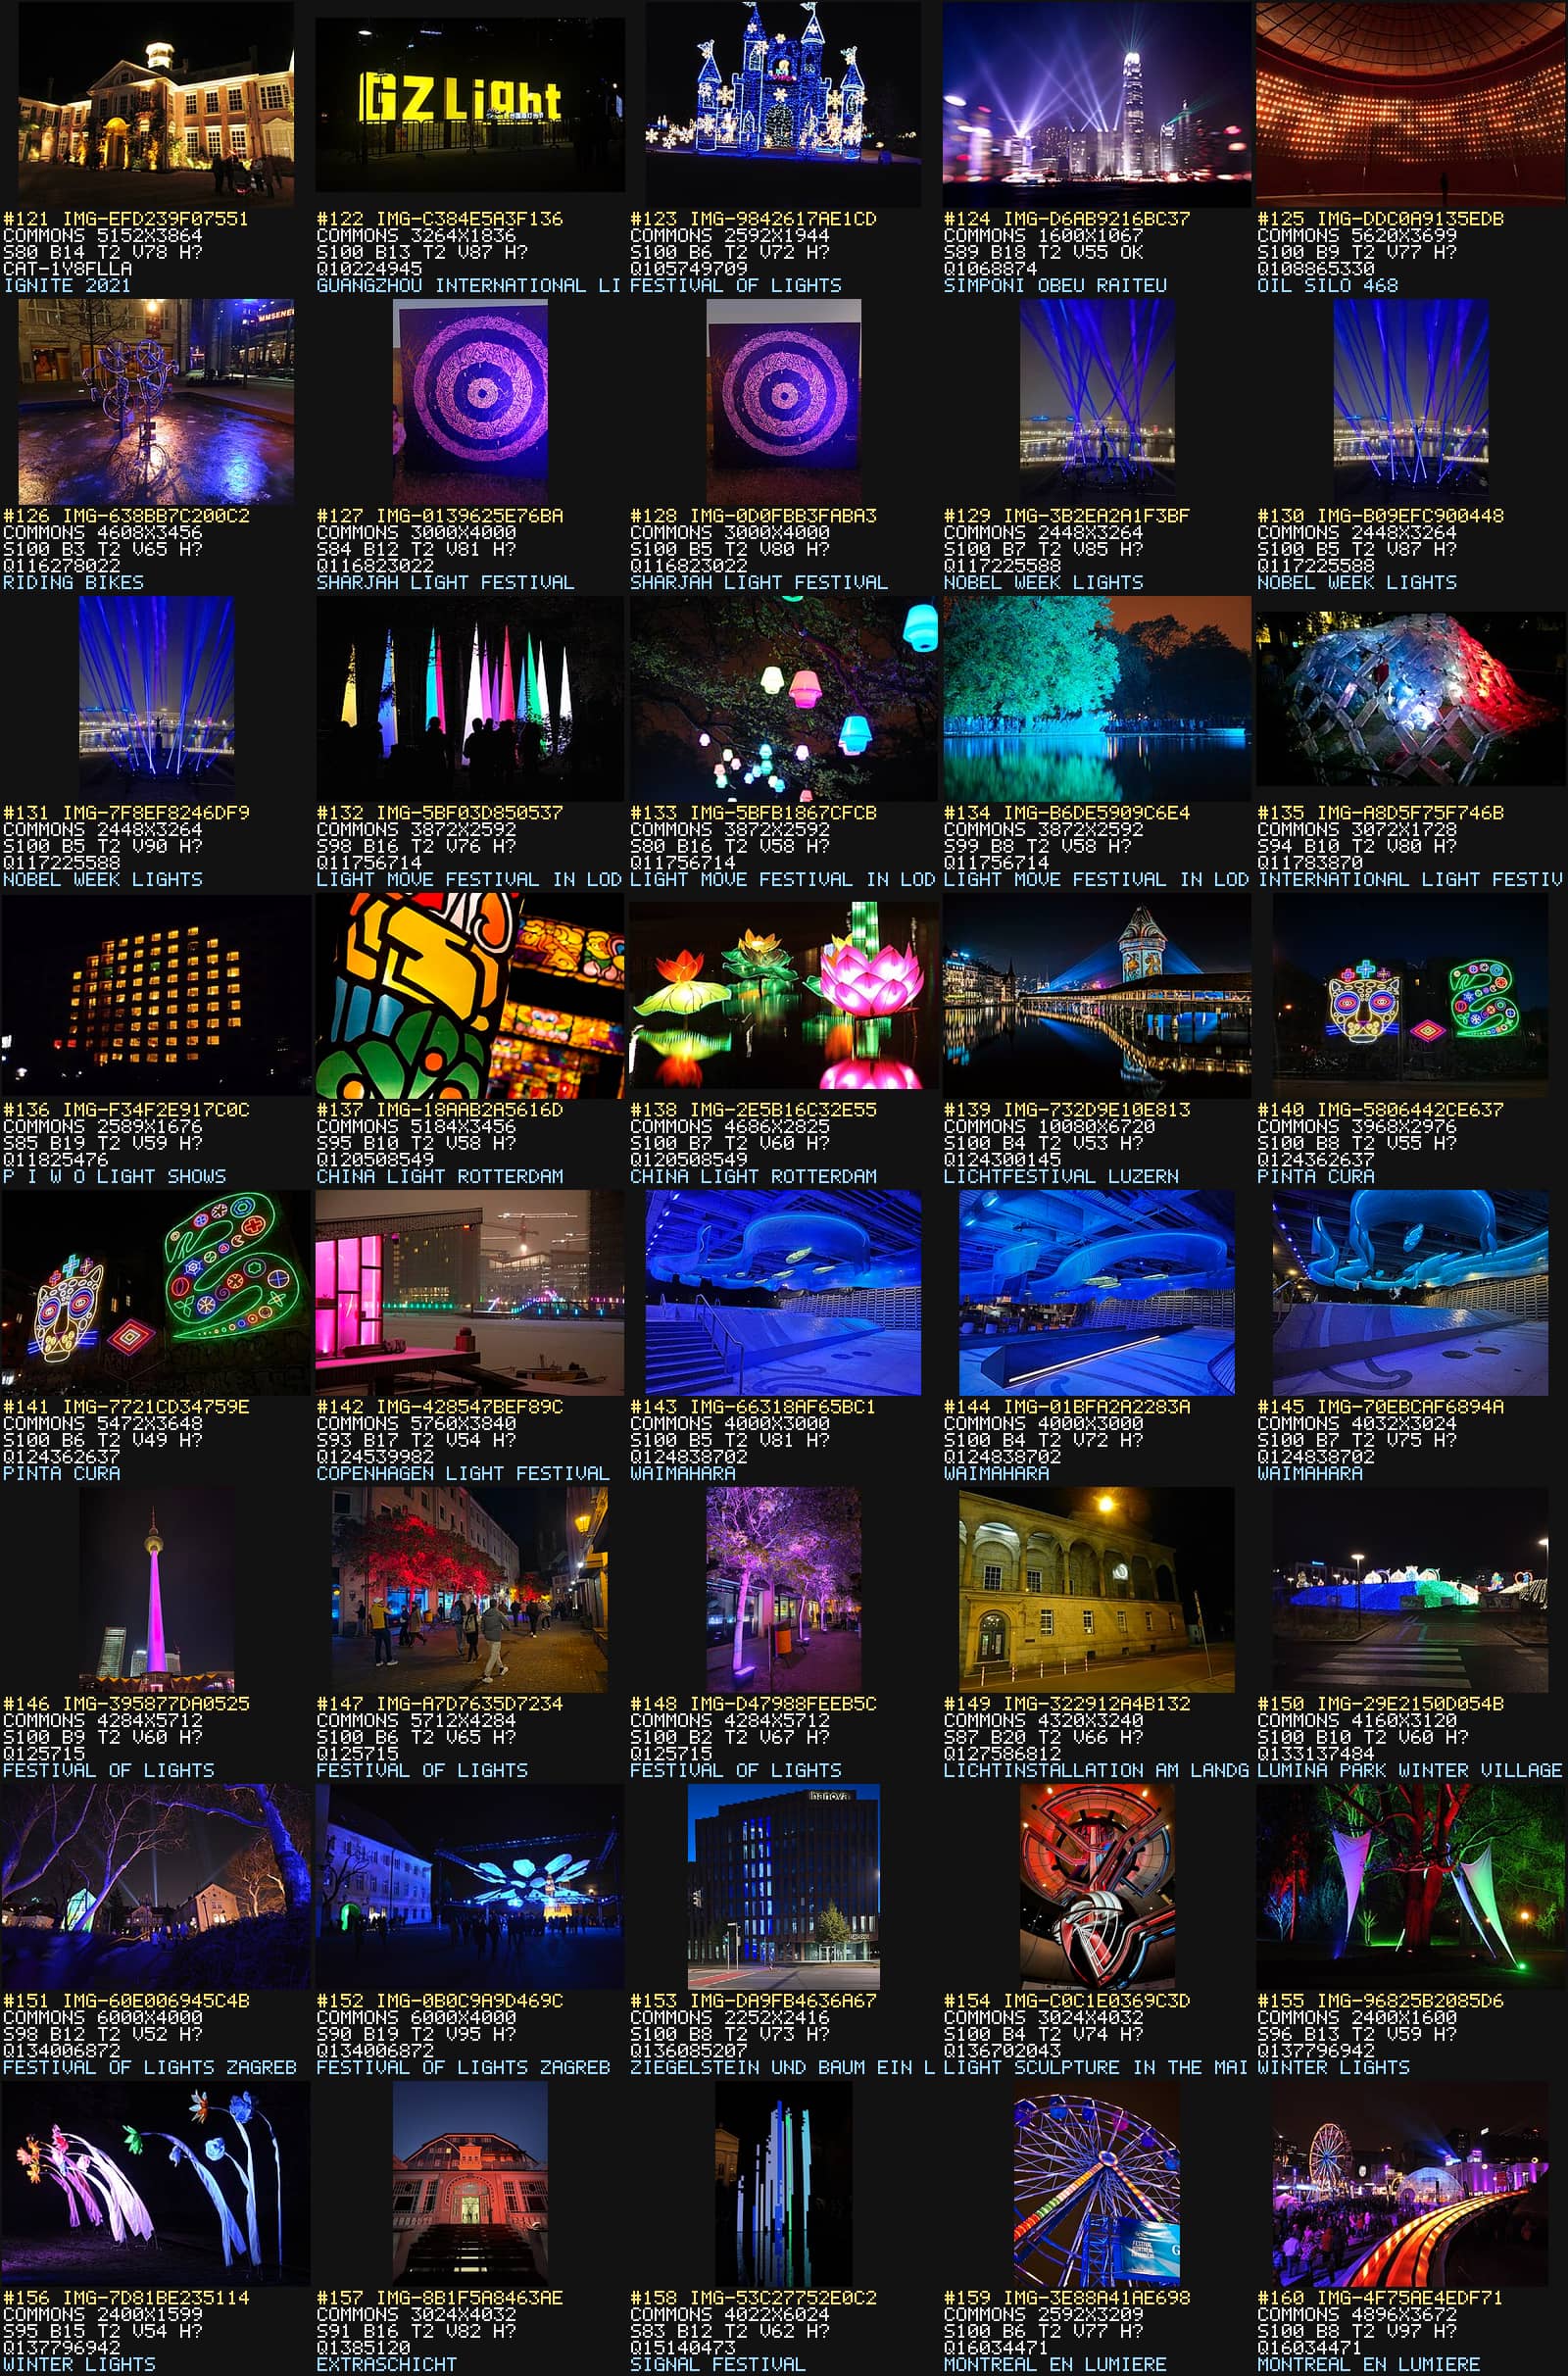 GZ Light
#121 IMG-EFD239F07551
COMMONS 5152X3864
S80 B14 T2 V78 H?
CAT-1Y8FLLA
IGNITE 2021
#122 IMG-C384E5A3F136
COMMONS 3264X1836
S100 B13 T2 V87 H?
Q10224945
GUANGZHOU INTERNATIONAL LI
#123 IMG-9842617AE1CD
COMMONS 2592X1944
S100 B6 T2 V72 H?
Q105749709
FESTIVAL OF LIGHTS
#124 IMG-D6AB9216BC37
COMMONS 1600X1067
S89 B18 T2 V55 OK
Q1068874
SIMPONI OBEU RAITEU
#125 IMG-DDC0A9135EDB
COMMONS 5620X3699
S100 B9 T2 V77 H?
Q108865330
OIL SILO 468
#126 IMG-638BB7C200C2
COMMONS 4608X3456
S100 B3 T2 V65 H?
Q116278022
RIDING BIKES
#127 IMG-0139625E76BA
COMMONS 3000X4000
S84 B12 T2 V81 H?
Q116823022
SHARJAH LIGHT FESTIVAL
#128 IMG-0D0FBB3FABA3
COMMONS 3000X4000
S100 B5 T2 V80 H?
Q116823022
SHARJAH LIGHT FESTIVAL
#129 IMG-3B2EA2A1F3BF
COMMONS 2448X3264
S100 B7 T2 V85 H?
Q117225588
NOBEL WEEK LIGHTS
#130 IMG-B09EFC900448
COMMONS 2448X3264
S100 B5 T2 V87 H?
Q117225588
NOBEL WEEK LIGHTS
#131 IMG-7F8EF8246DF9
COMMONS 2448X3264
S100 B5 T2 V90 H?
Q117225588
NOBEL WEEK LIGHTS
#132 IMG-5BF03D850537
COMMONS 3872X2592
S98 B16 T2 V76 H?
Q11756714
LIGHT MOVE FESTIVAL IN LOD
#133 IMG-5BFB1867CFCB
COMMONS 3872X2592
S80 B16 T2 V58 H?
Q11756714
LIGHT MOVE FESTIVAL IN LOD
#134 IMG-B6DE5909C6E4
COMMONS 3872X2592
S99 B8 T2 V58 H?
Q11756714
LIGHT MOVE FESTIVAL IN LOD
#135 IMG-A8D5F75F746B
COMMONS 3072X1728
S94 B10 T2 V80 H?
Q11783870
INTERNATIONAL LIGHT FESTIV
#136 IMG-F34F2E917C0C
COMMONS 2589X1676
S85 B19 T2 V59 H?
Q11825476
P I W O LIGHT SHOWS
#137 IMG-18AAB2A5616D
COMMONS 5184X3456
S95 B10 T2 V58 H?
Q120508549
CHINA LIGHT ROTTERDAM
#138 IMG-2E5B16C32E55
COMMONS 4686X2825
S100 B7 T2 V60 H?
Q120508549
CHINA LIGHT ROTTERDAM
#139 IMG-732D9E10E813
COMMONS 10080X6720
S100 B4 T2 V53 H?
Q124300145
LICHTFESTIVAL LUZERN
#140 IMG-5806442CE637
COMMONS 3968X2976
S100 B8 T2 V55 H?
Q124362637
PINTA CURA
#141 IMG-7721CD34759E
COMMONS 5472X3648
S100 B6 T2 V49 H?
Q124362637
PINTA CURA
#142 IMG-428547BEF89C
COMMONS 5760X3840
S93 B17 T2 V54 H?
Q124539982
COPENHAGEN LIGHT FESTIVAL
#143 IMG-66318AF65BC1
COMMONS 4000X3000
S100 B5 T2 V81 H?
Q124838702
WAIMAHARA
#144 IMG-01BFA2A2283A
COMMONS 4000X3000
S100 B4 T2 V72 H?
Q124838702
WAIMAHARA
#145 IMG-70EBCAF6894A
COMMONS 4032X3024
S100 B7 T2 V75 H?
Q124838702
WAIMAHARA
#146 IMG-395877DA0525
COMMONS 4284X5712
S100 B9 T2 V60 H?
Q125715
FESTIVAL OF LIGHTS
#147 IMG-A7D7635D7234
COMMONS 5712X4284
S100 B6 T2 V65 H?
Q125715
FESTIVAL OF LIGHTS
#148 IMG-D47988FEEB5C
COMMONS 4284X5712
S100 B2 T2 V67 H?
Q125715
FESTIVAL OF LIGHTS
#149 IMG-322912A4B132
COMMONS 4320X3240
S87 B20 T2 V66 H?
Q127586812
LICHTINSTALLATION AM LANDG
#150 IMG-29E2150D054B
COMMONS 4160X3120
S100 B10 T2 V60 H?
Q133137484
LUMINA PARK WINTER VILLAGE
hanova
#151 IMG-60E006945C4B
COMMONS 6000X4000
S98 B12 T2 V52 H?
Q134006872
FESTIVAL OF LIGHTS ZAGREB
#152 IMG-0B0C9A9D469C
COMMONS 6000X4000
S90 B19 T2 V95 H?
Q134006872
FESTIVAL OF LIGHTS ZAGREB
#153 IMG-DA9FB4636A67
COMMONS 2252X2416
S100 B8 T2 V73 H?
Q136085207
ZIEGELSTEIN UND BAUM EIN L
#154 IMG-C0C1E0369C3D
COMMONS 3024X4032
S100 B4 T2 V74 H?
Q136702043
LIGHT SCULPTURE IN THE MAI
#155 IMG-96825B2085D6
COMMONS 2400X1600
S96 B13 T2 V59 H?
Q137796942
WINTER LIGHTS
#156 IMG-7D81BE235114
COMMONS 2400X1599
S95 B15 T2 V54 H?
Q137796942
WINTER LIGHTS
#157 IMG-8B1F5A8463AE
COMMONS 3024X4032
S91 B16 T2 V82 H?
Q1385120
EXTRASCHICHT
#158 IMG-53C27752E0C2
COMMONS 4022X6024
S83 B12 T2 V62 H?
Q15140473
SIGNAL FESTIVAL
#159 IMG-3E88A41AE698
COMMONS 2592X3209
S100 B6 T2 V77 H?
Q16034471
MONTREAL EN LUMIERE
#160 IMG-4F75AE4EDF71
COMMONS 4896X3672
S100 B8 T2 V97 H?
Q16034471
MONTREAL EN LUMIERE